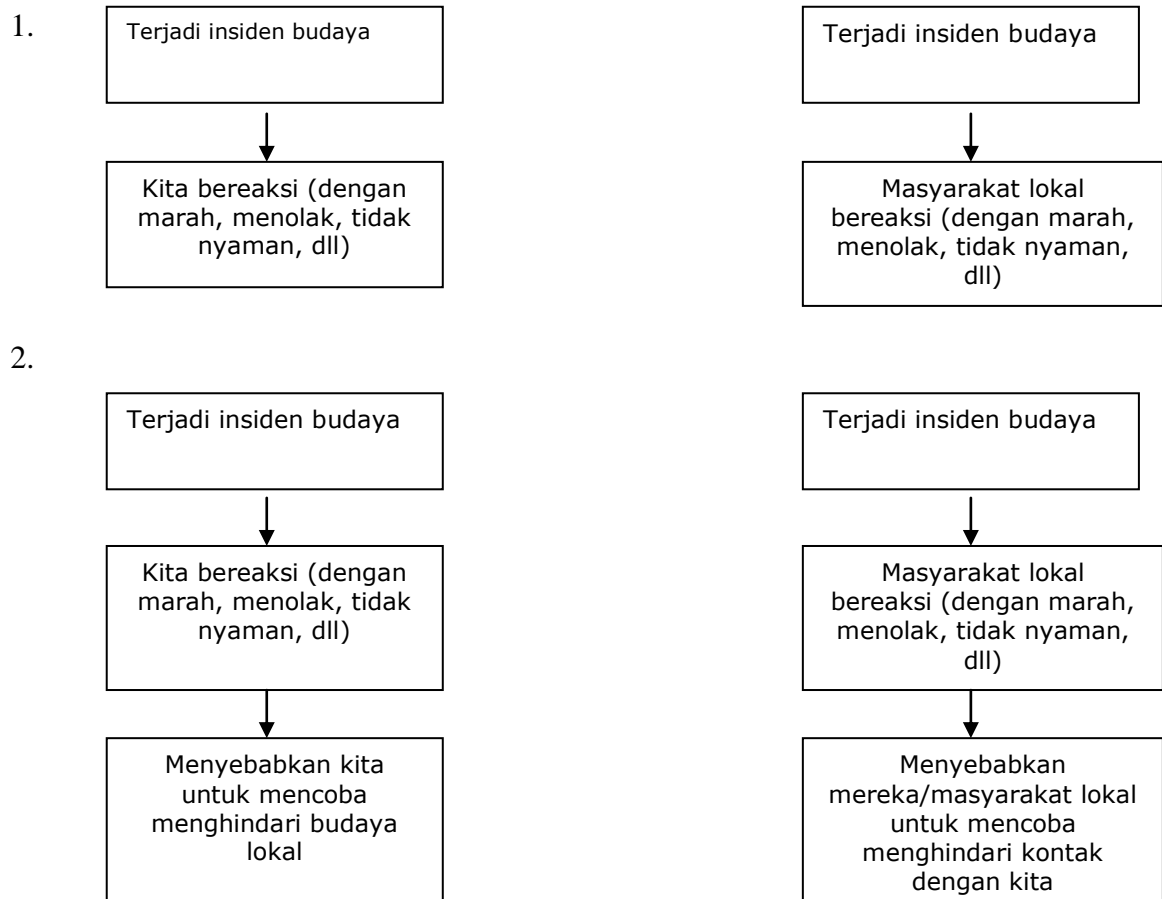 1.
Terjadi insiden budaya
Kita bereaksi (dengan
marah, menolak, tidak
nyaman, dll)
Terjadi insiden budaya
Masyarakat lokal
bereaksi (dengan marah,
menolak, tidak nyaman,
dll)
2.
Terjadi insiden budaya
Kita bereaksi (dengan
marah, menolak, tidak
nyaman, dll)
Menyebabkan kita
untuk mencoba
menghindari budaya
lokal
Terjadi insiden budaya
Masyarakat lokal
bereaksi (dengan marah,
menolak, tidak nyaman,
dll)
Menyebabkan
mereka/masyarakat lokal
untuk mencoba
menghindari kontak
dengan kita